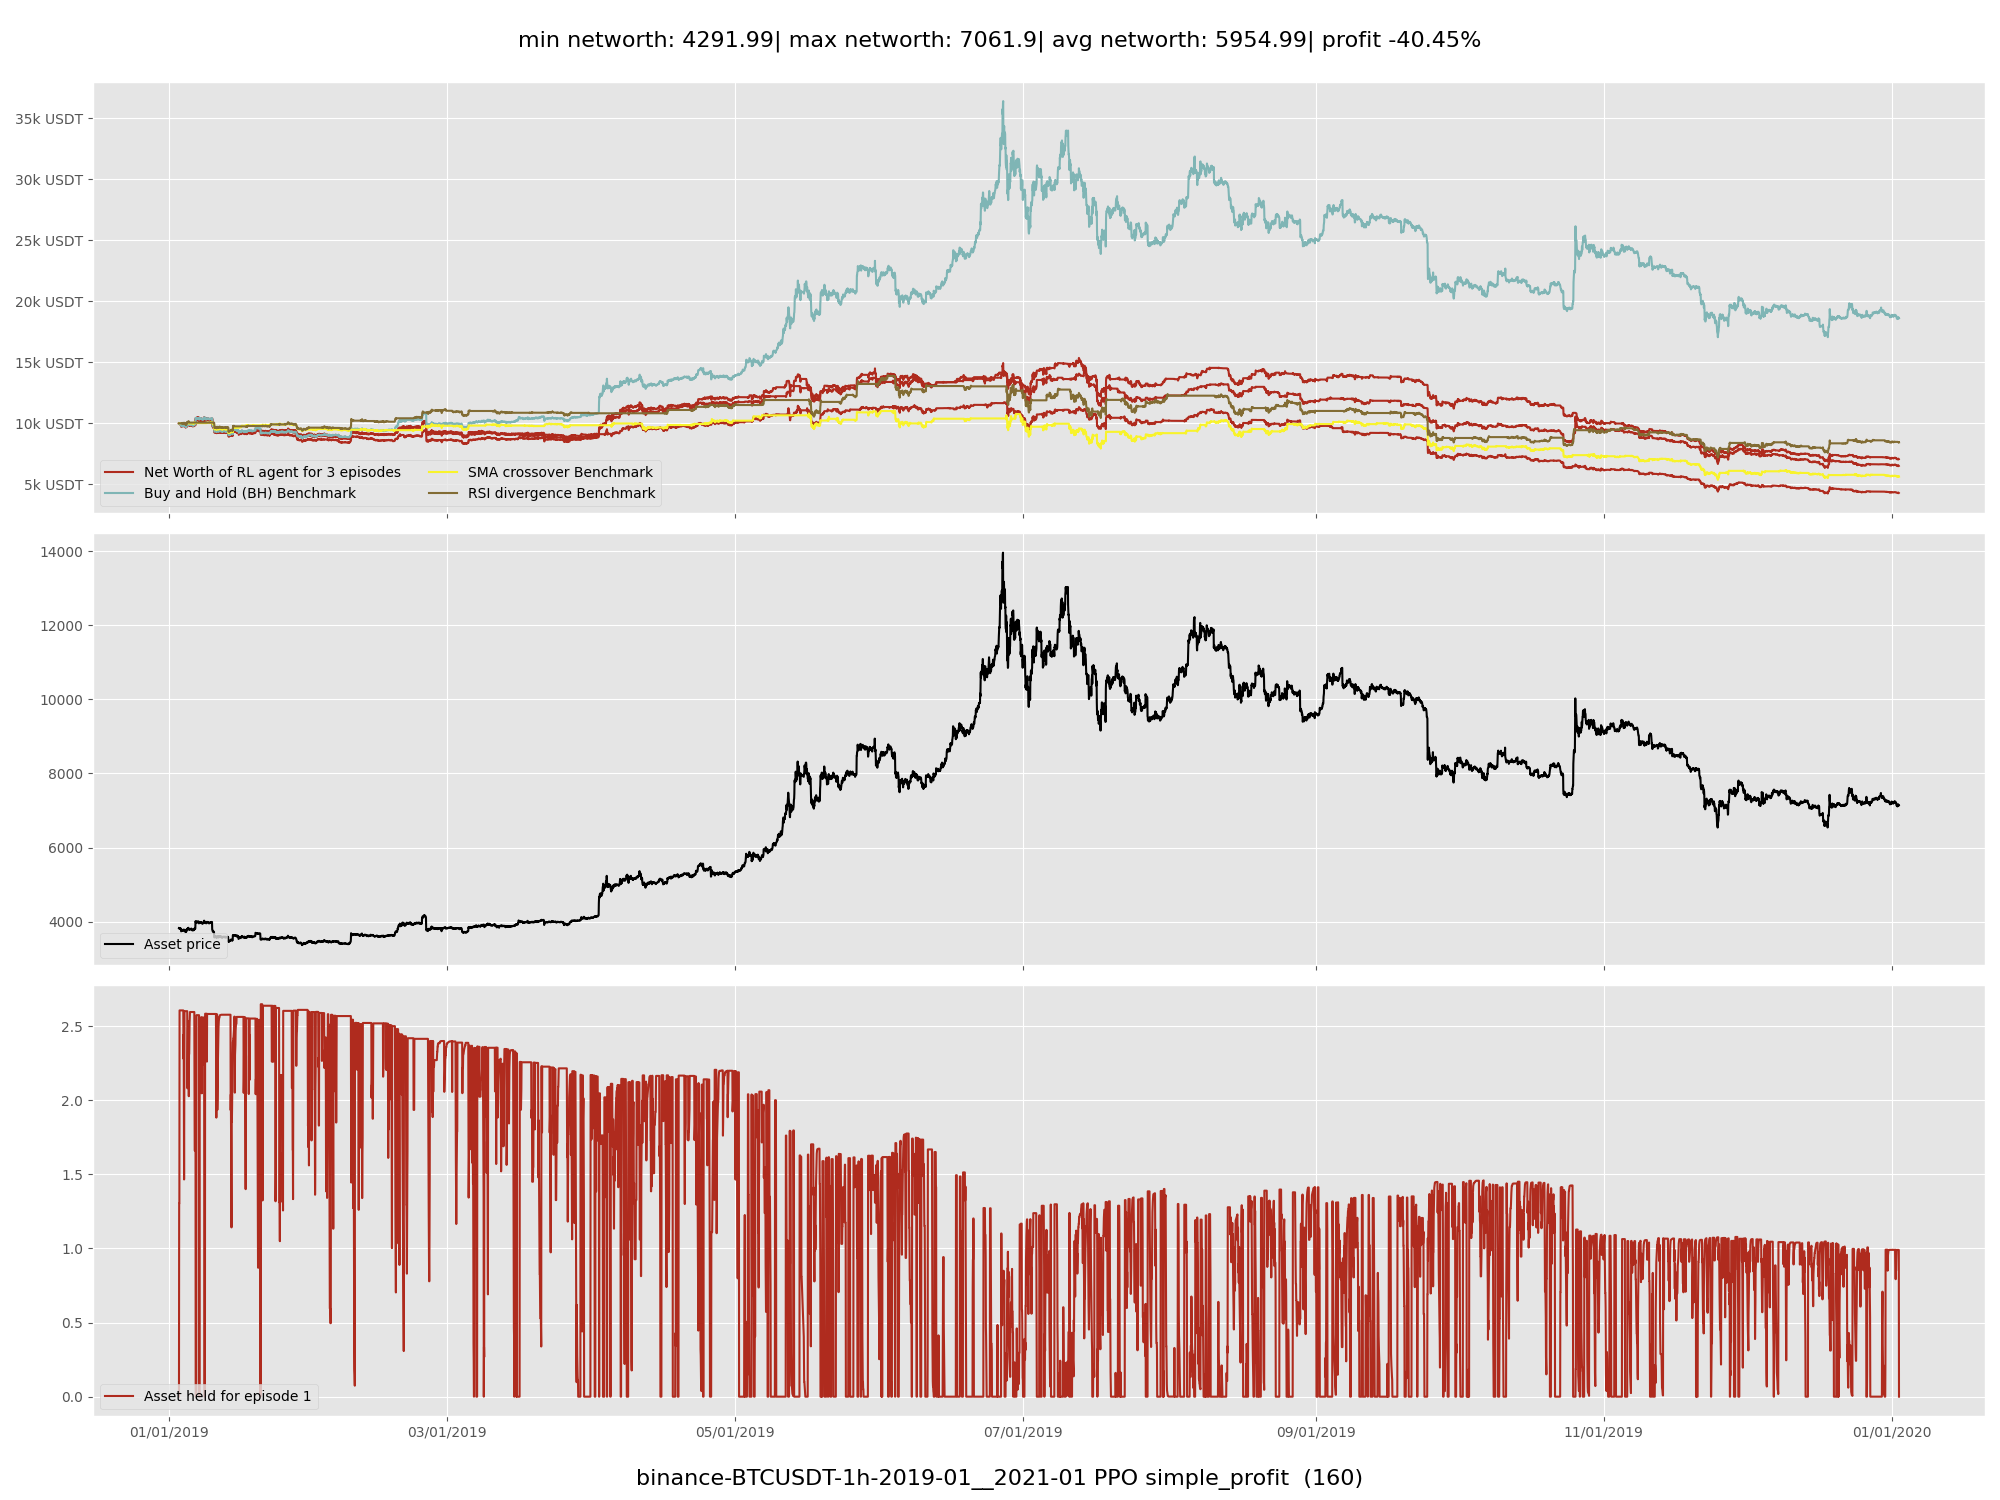 min networth: 4291.99| max networth: 7061.9| avg networth: 5954.99| profit -40.45%
35k USDT
30k USDT
25k USDT
20k USDT
15k USDT
10k USDT
5k USDT
Net Worth of RL agent for 3 episodes
Buy and Hold (BH) Benchmark
SMA crossover Benchmark
RSI divergence Benchmark
14000
12000
10000
8000
6000
4000
Asset price
2.5
2.0
1.5
1.0
0.5
0.0
Asset held for episode 1
01/01/2019 03/01/2019 05/01/2019 07/01/2019 09/01/2019 11/01/2019 01/01/2020
binance-BTCUSDT-1h-2019-01__2021-01 PPO simple_profit  (160)